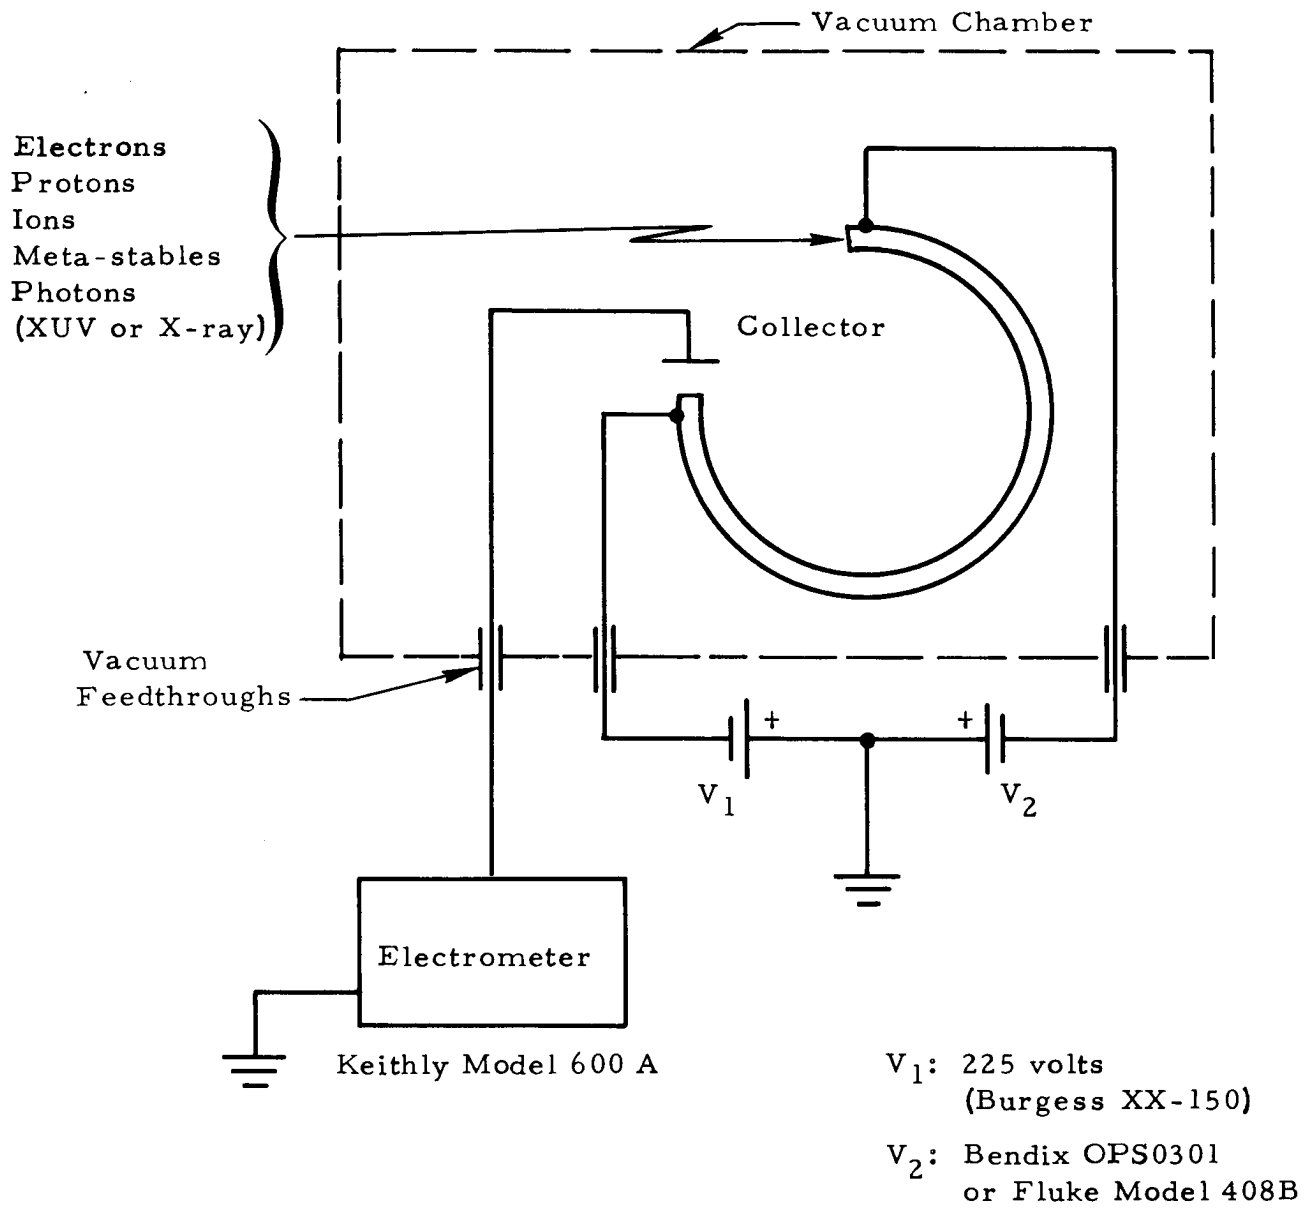 Vacuum Chamber
Electrons
Protons
Ions
Meta-stables
Photons
(XUV or X-ray)
Collector
Vacuum
Feedthroughs
+
+
V1
V2
Electrometer
Keithly Model 600 A
V1: 225 volts
(Burgess XX-150)
V2: Bendix OPS0301
or Fluke Model 408B